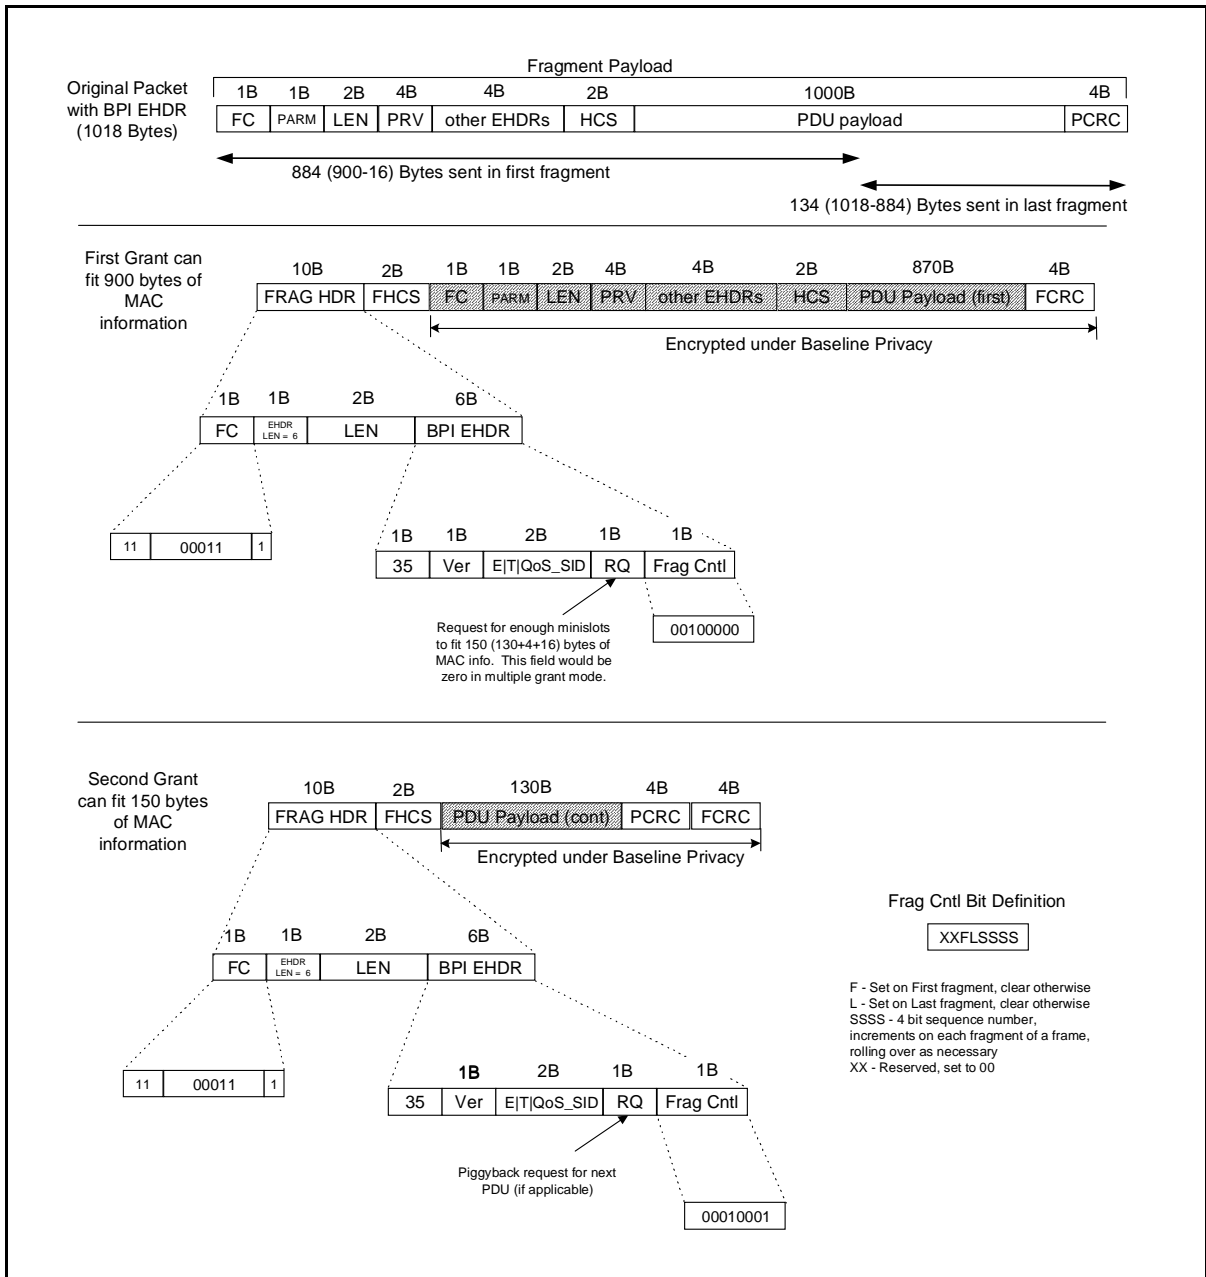 Fragment Payload
Original Packet
with BPI EHDR
(1018 Bytes)
1B 1B 2B 4B 4B 2B 1000B 4B
FC PARM LEN PRV other EHDRs HCS PDU payload PCRC
884 (900-16) Bytes sent in first fragment
134 (1018-884) Bytes sent in last fragment
First Grant can
fit 900 bytes of
MAC
information
10B 2B 1B 1B 2B 4B 4B 2B 870B 4B
FRAG HDR FHCS FC PARM LEN PRV other EHDRs HCS PDU Payload (first) FCRC
Encrypted under Baseline Privacy
1B 1B 2B 6B
FC EHDR LEN = 6 LEN BPI EHDR
11 00011 1
1B 1B 2B 1B 1B
35 Ver E|T|QoS_SID RQ Frag Cntl
00100000
Request for enough minislots
to fit 150 (130+4+16) bytes of
MAC info. This field would be
zero in multiple grant mode.
Second Grant
can fit 150 bytes
of MAC
information
10B 2B 130B 4B 4B
FRAG HDR FHCS PDU Payload (cont) PCRC FCRC
Encrypted under Baseline Privacy
1B 1B 2B 6B
FC EHDR LEN = 6 LEN BPI EHDR
11 00011 1
1B 2B 1B 1B
35 Ver E|T|QoS_SID RQ Frag Cntl
Piggyback request for next
PDU (if applicable)
00010001
Frag Cntl Bit Definition
XXFLSSSS
F - Set on First fragment, clear otherwise
L - Set on Last fragment, clear otherwise
SSSS - 4 bit sequence number,
increments on each fragment of a frame,
rolling over as necessary
XX - Reserved, set to 00